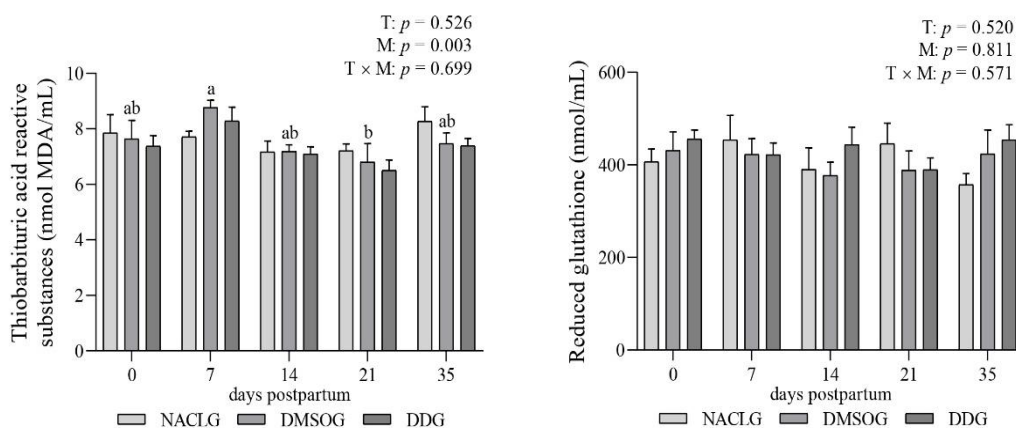 T: p = 0.526
M: p = 0.003
T × M: p = 0.699
Thiobarbituric acid reactive
substances (nmol MDA/mL)
10
8
6
4
2
0
ab
a
ab
b
ab
0 7 14 21 35
days postpartum
NACLG DMSOG DDG
T: p = 0.520
M: p = 0.811
T × M: p = 0.571
Reduced glutathione (nmol/mL)
600
400
200
0
0 7 14 21 35
days postpartum
NACLG DMSOG DDG